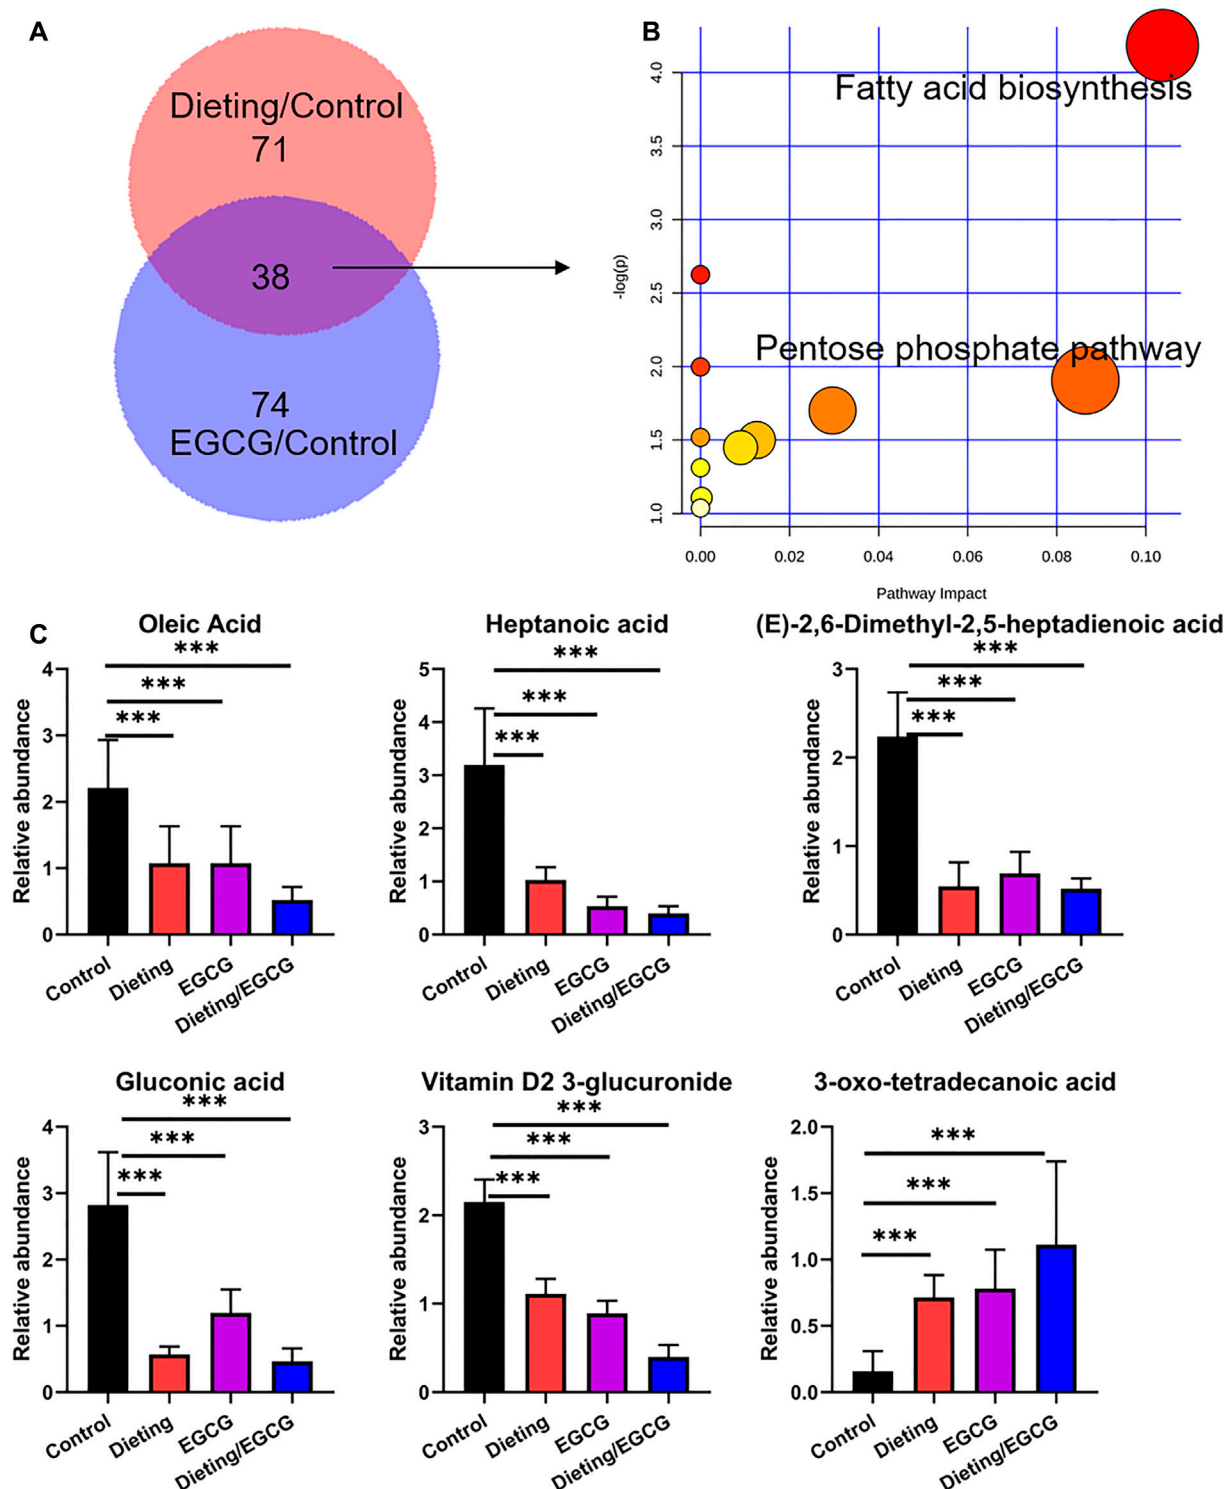 A
Dieting/Control
71
38
74
EGCG/Control
B
4.0
3.5
3.0
2.5
2.0
1.5
1.0
-log(p)
Fatty acid biosynthesis
Pentose phosphate pathway
0.00 0.02 0.04 0.06 0.08 0.10
Pathway Impact
C
Oleic Acid
***
***
***
4
3
2
1
0
Relative abundance
Control
Dieting
EGCG
Dieting/EGCG
Heptanoic acid
***
***
***
5
4
3
2
1
0
Relative abundance
Control
Dieting
EGCG
Dieting/EGCG
(E)-2,6-Dimethyl-2,5-heptadienoic acid
***
***
***
3
2
1
0
Relative abundance
Control
Dieting
EGCG
Dieting/EGCG
Gluconic acid
***
***
***
4
3
2
1
0
Relative abundance
Control
Dieting
EGCG
Dieting/EGCG
Vitamin D2 3-glucuronide
***
***
***
3
2
1
0
Relative abundance
Control
Dieting
EGCG
Dieting/EGCG
3-oxo-tetradecanoic acid
***
***
***
2.0
1.5
1.0
0.5
0.0
Relative abundance
Control
Dieting
EGCG
Dieting/EGCG